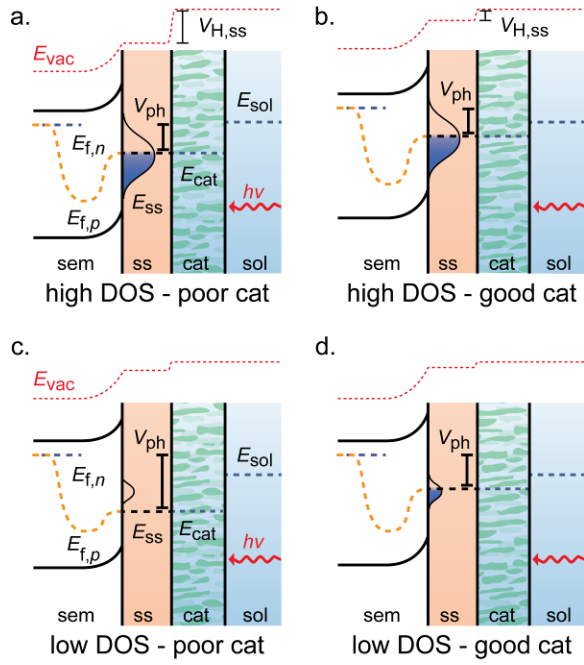 a.
V_H,ss
E_vac
V_ph
E_sol
E_f,n
E_cat
E_f,p
E_ss
hν
sem ss cat sol
high DOS - poor cat
b.
V_ph
sem ss cat sol
high DOS - good cat
c.
E_vac
V_ph
E_f,n
E_sol
E_ss
E_cat
E_f,p
hν
sem ss cat sol
low DOS - poor cat
d.
V_ph
sem ss cat sol
low DOS - good cat